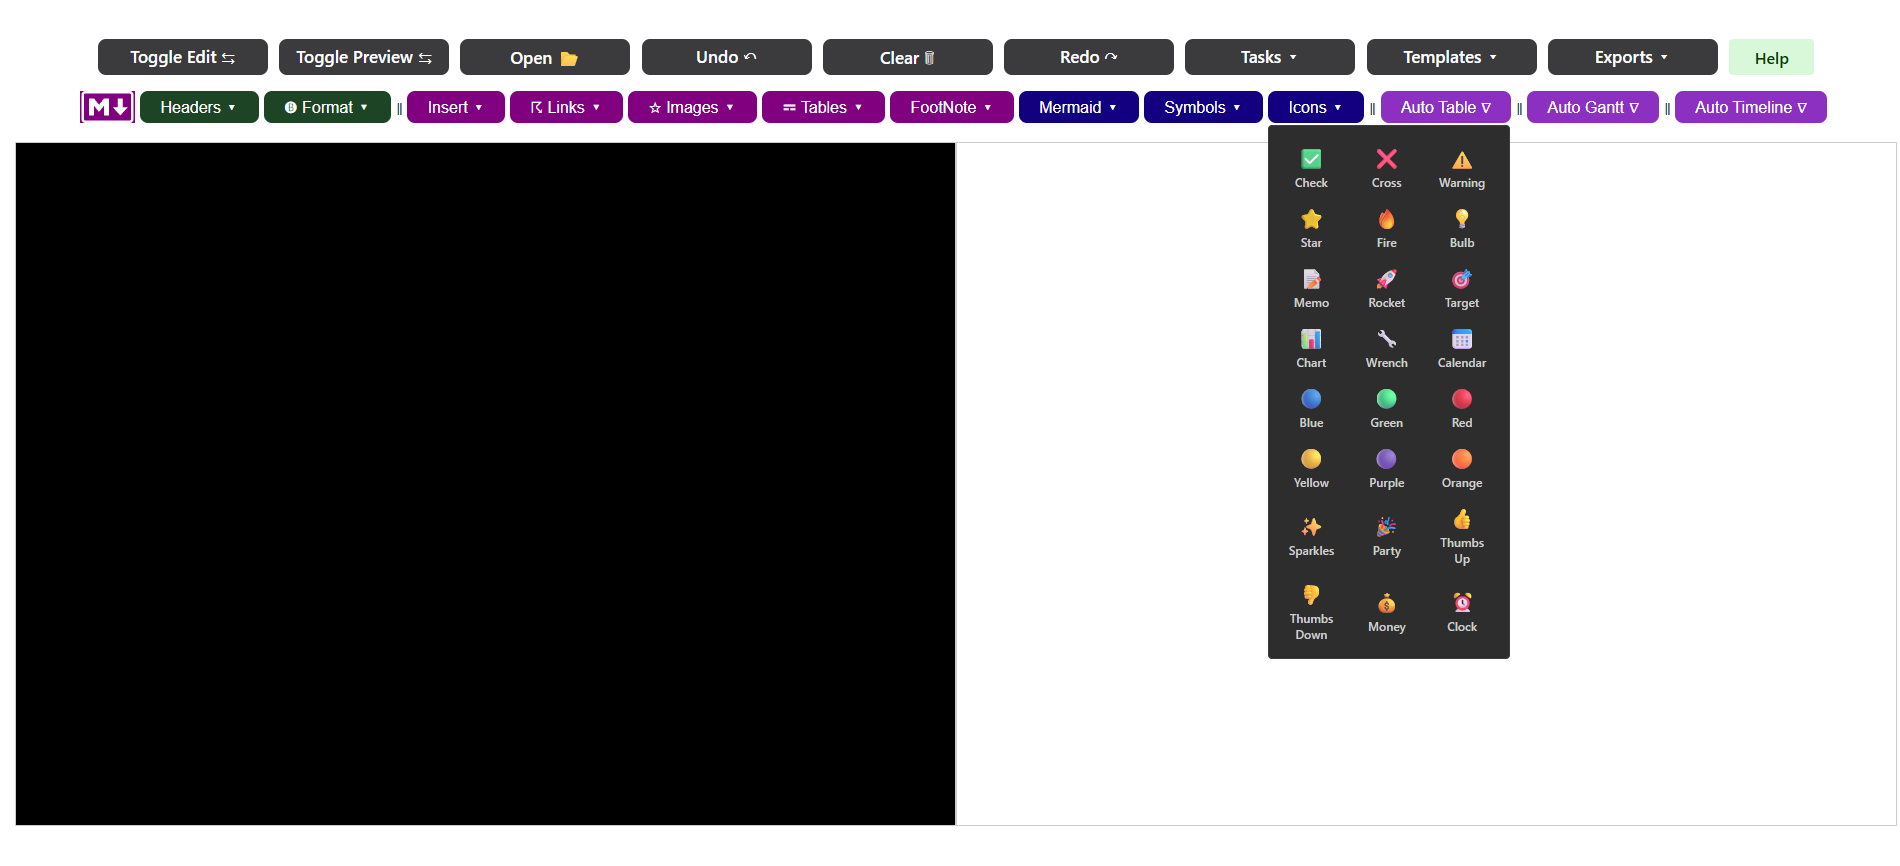 Toggle Edit ⇆ Toggle Preview ⇆ Open Undo ↶ Clear Redo ↷ Tasks ▾ Templates ▾ Exports ▾ Help
M Headers ▾ B Format ▾ || Insert ▾ Links ▾ ☆ Images ▾ Tables ▾ FootNote ▾ Mermaid ▾ Symbols ▾ Icons ▾ || Auto Table ∇ || Auto Gantt ∇ || Auto Timeline ∇
Check Cross Warning
Star Fire Bulb
Memo Rocket Target
Chart Wrench Calendar
Blue Green Red
Yellow Purple Orange
Sparkles Party Thumbs
Up
Thumbs
Down Money Clock